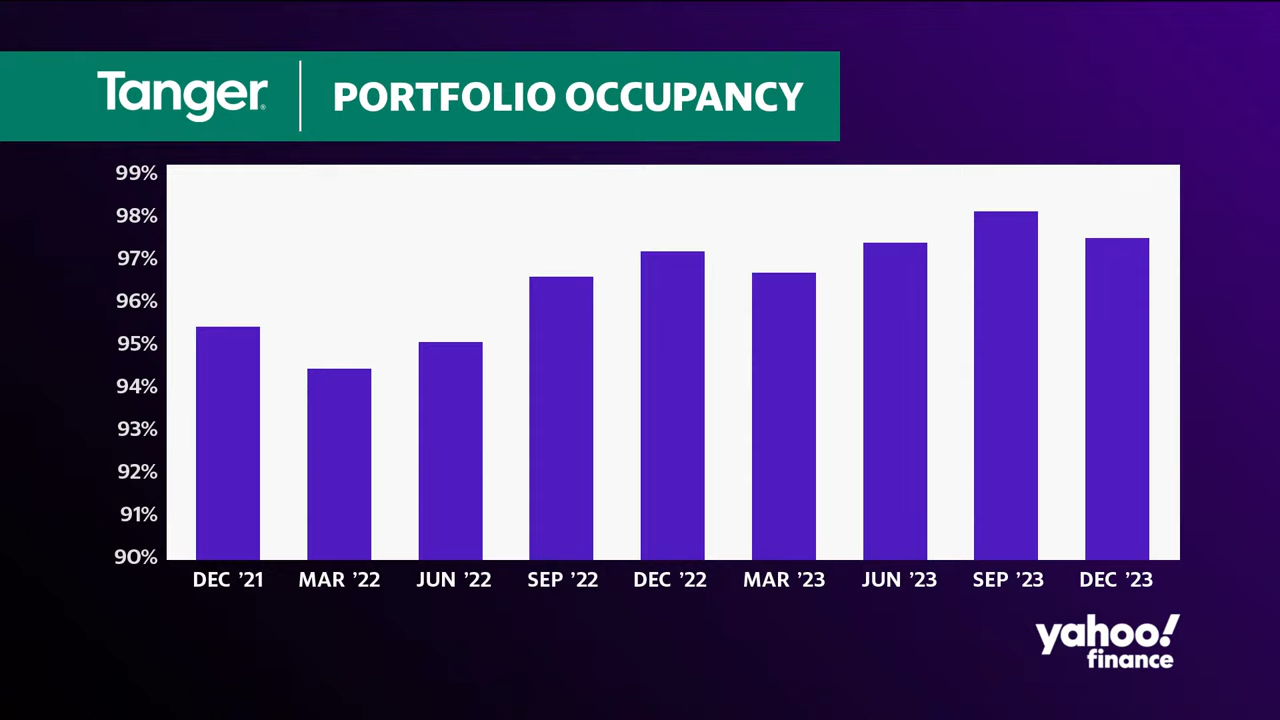 Tanger
PORTFOLIO OCCUPANCY
99%
98%
97%
96%
95%
94%
93%
92%
91%
90%
DEC ’21 MAR ’22 JUN ’22 SEP ’22 DEC ’22 MAR ’23 JUN ’23 SEP ’23 DEC ’23
yahoo!
finance